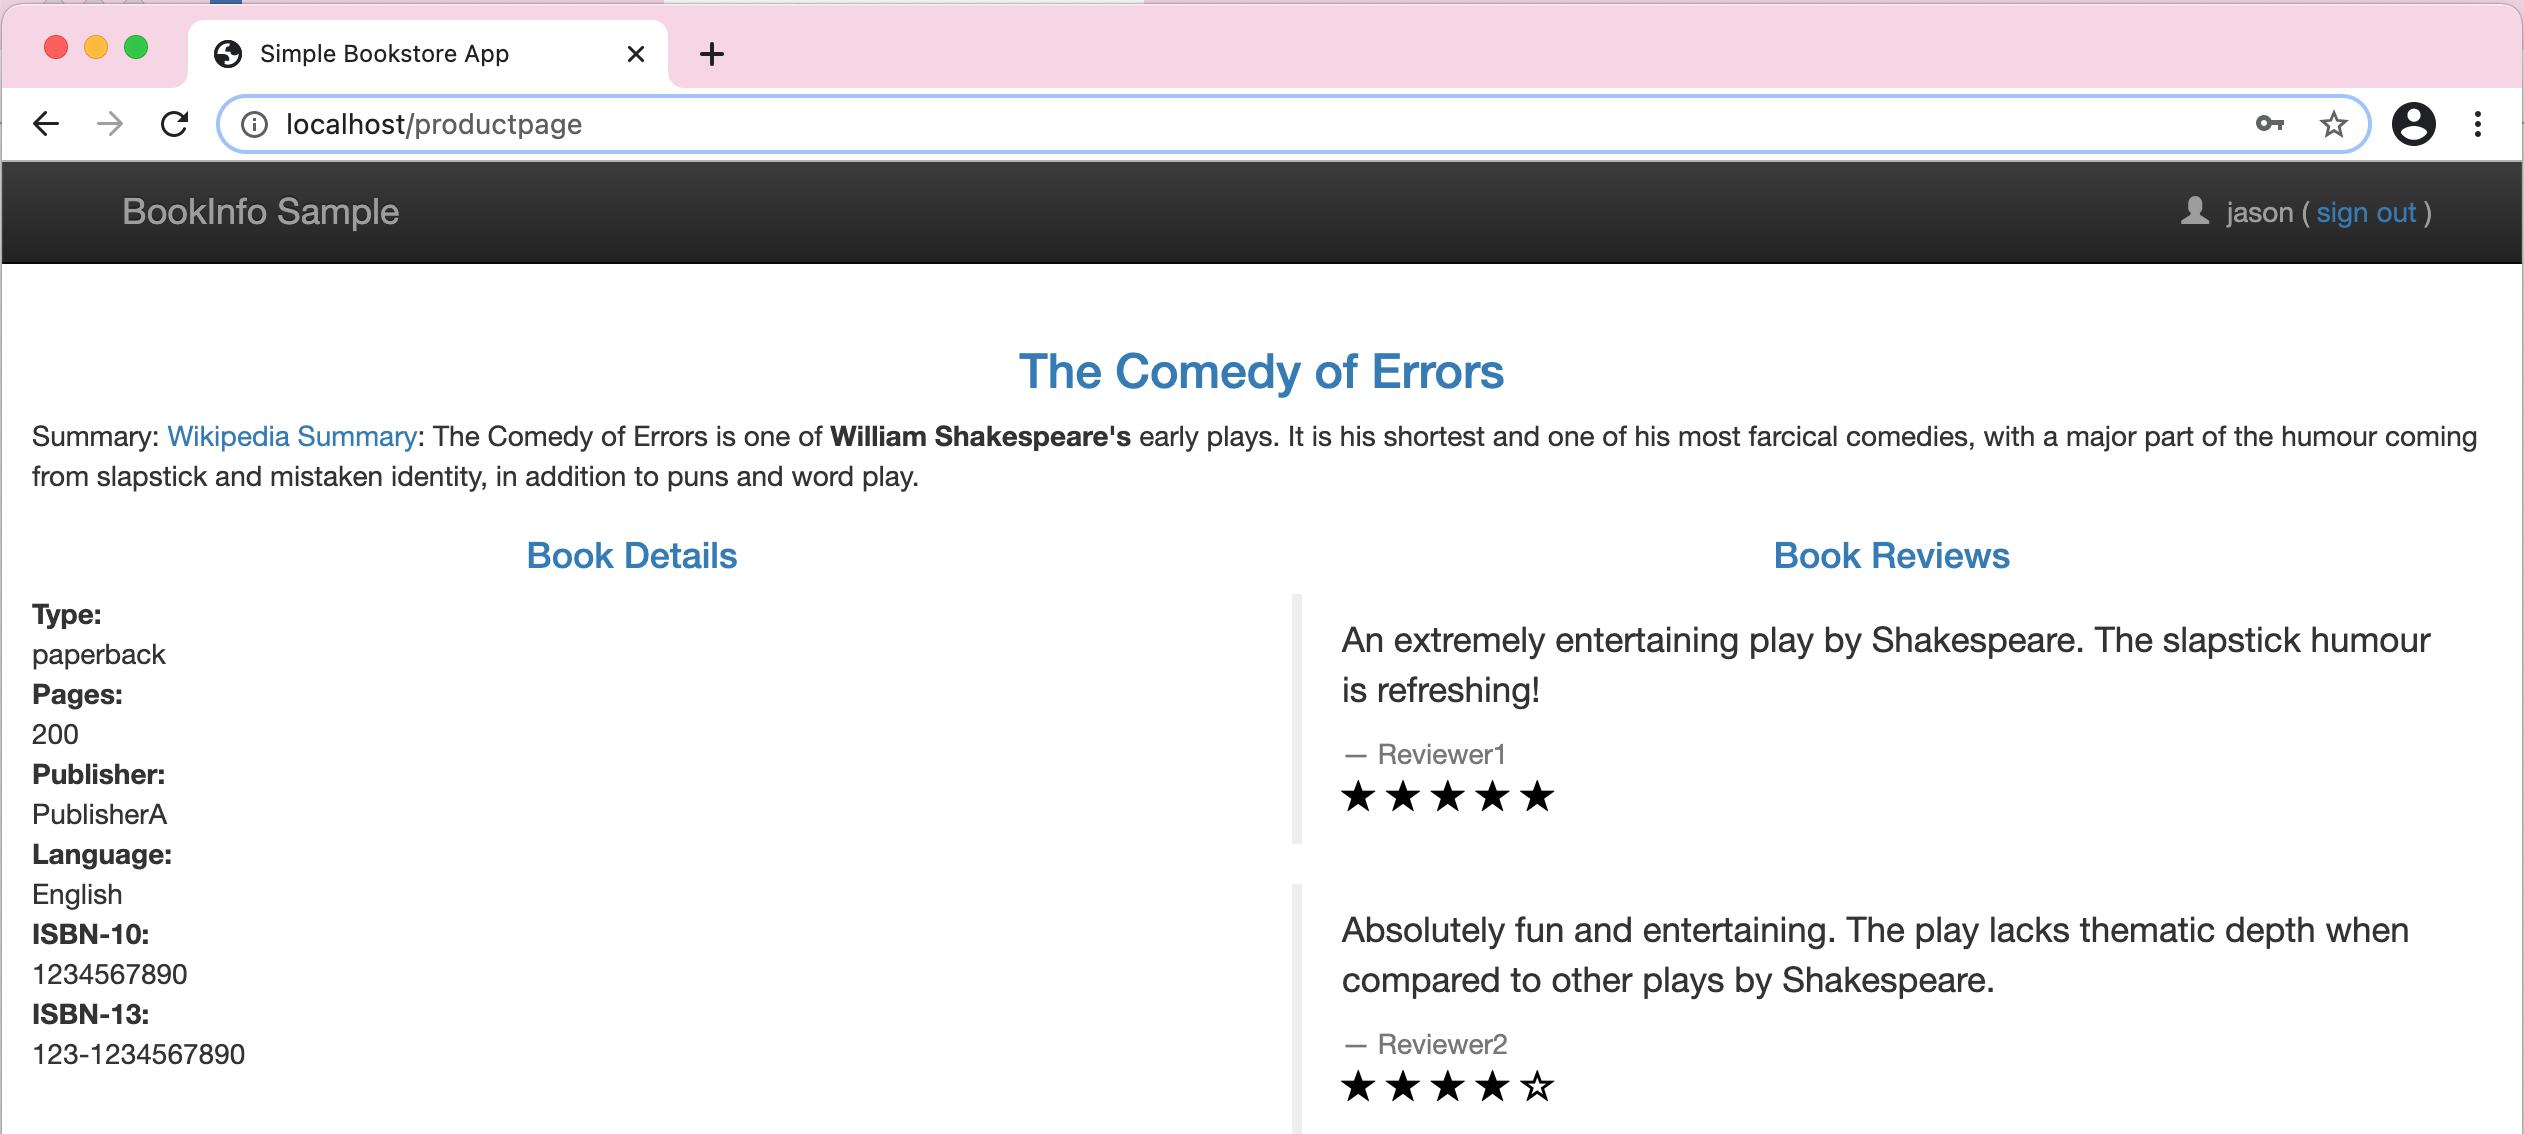 Simple Bookstore App
localhost/productpage
BookInfo Sample
jason ( sign out )
The Comedy of Errors
Summary: Wikipedia Summary: The Comedy of Errors is one of William Shakespeare's early plays. It is his shortest and one of his most farcical comedies, with a major part of the humour coming
from slapstick and mistaken identity, in addition to puns and word play.
Book Details
Type:
paperback
Pages:
200
Publisher:
PublisherA
Language:
English
ISBN-10:
1234567890
ISBN-13:
123-1234567890
Book Reviews
An extremely entertaining play by Shakespeare. The slapstick humour
is refreshing!
— Reviewer1
★★★★★
Absolutely fun and entertaining. The play lacks thematic depth when
compared to other plays by Shakespeare.
— Reviewer2
★★★★☆